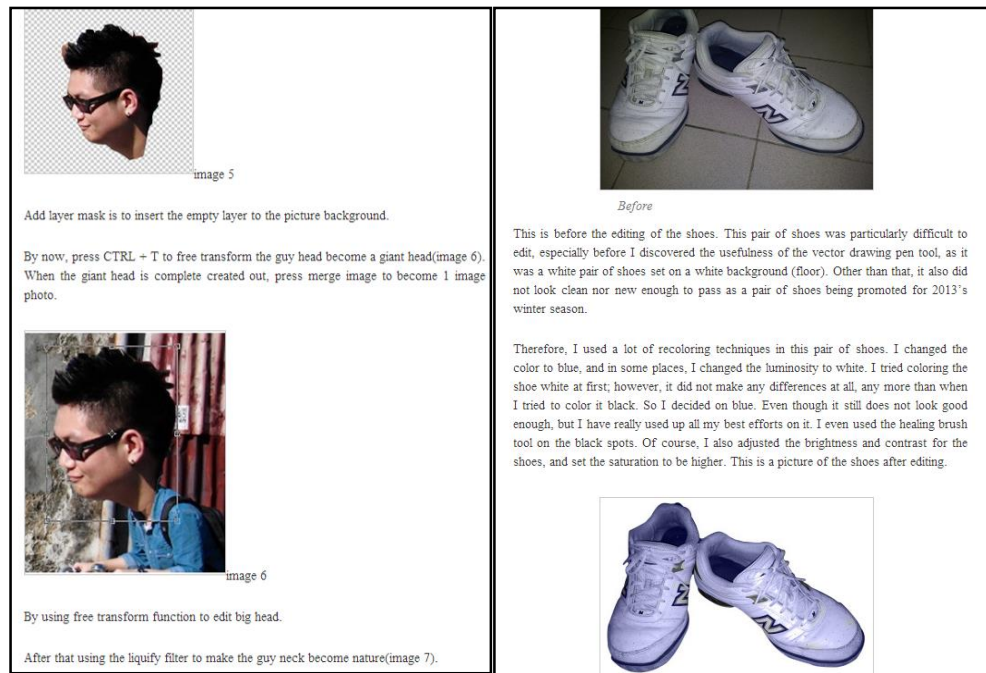 image 5
Add layer mask is to insert the empty layer to the picture background.
By now, press CTRL + T to free transform the guy head become a giant head(image 6).
When the giant head is complete created out, press merge image to become 1 image
photo.
image 6
By using free transform function to edit big head.
After that using the liquify filter to make the guy neck become nature(image 7).
N
N
Before
This is before the editing of the shoes. This pair of shoes was particularly difficult to
edit, especially before I discovered the usefulness of the vector drawing pen tool, as it
was a white pair of shoes set on a white background (floor). Other than that, it also did
not look clean nor new enough to pass as a pair of shoes being promoted for 2013's
winter season.
Therefore, I used a lot of recoloring techniques in this pair of shoes. I changed the
color to blue, and in some places, I changed the luminosity to white. I tried coloring the
shoe white at first; however, it did not make any differences at all, any more than when
I tried to color it black. So I decided on blue. Even though it still does not look good
enough, but I have really used up all my best efforts on it. I even used the healing brush
tool on the black spots. Of course, I also adjusted the brightness and contrast for the
shoes, and set the saturation to be higher. This is a picture of the shoes after editing.
N
N